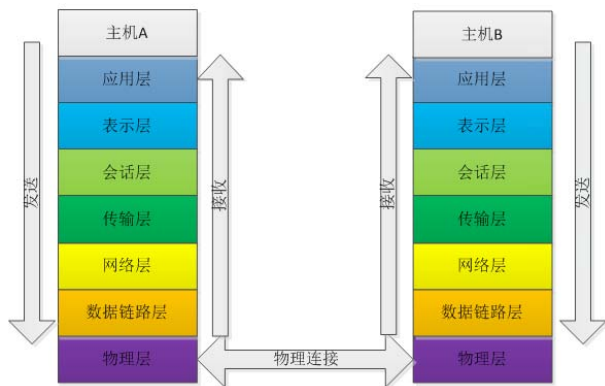 主机A
应用层
表示层
会话层
传输层
网络层
数据链路层
物理层
发送
接收
物理连接
接收
主机B
应用层
表示层
会话层
传输层
网络层
数据链路层
物理层
发送